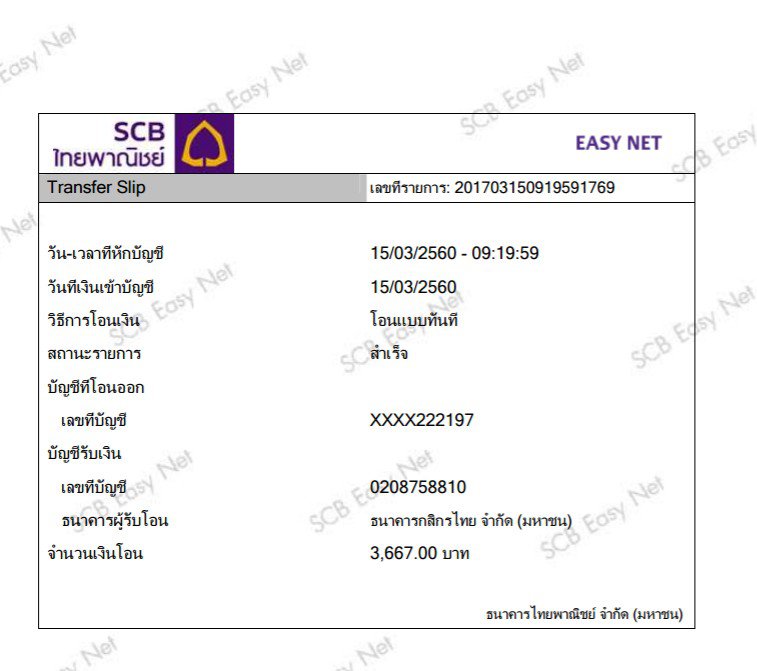 SCB
ไทยพาณิชย์
EASY NET
Transfer Slip เลขที่รายการ: 201703150919591769
วัน-เวลาที่หักบัญชี 15/03/2560 - 09:19:59
วันที่เงินเข้าบัญชี 15/03/2560
วิธีการโอนเงิน โอนแบบทันที
สถานะรายการ สำเร็จ
บัญชีที่โอนออก
เลขที่บัญชี XXXX222197
บัญชีรับเงิน
เลขที่บัญชี 0208758810
ธนาคารผู้รับโอน ธนาคารกสิกรไทย จำกัด (มหาชน)
จำนวนเงินโอน 3,667.00 บาท
ธนาคารไทยพาณิชย์ จำกัด (มหาชน)
Easy Net
SCB Easy Net
SCB Easy Net
SCB Easy
Net
SCB Easy Net
SCB Easy Net
SCB Easy Net
SCB Easy Net
SCB Easy Net
SCB Easy Net
Net
Net